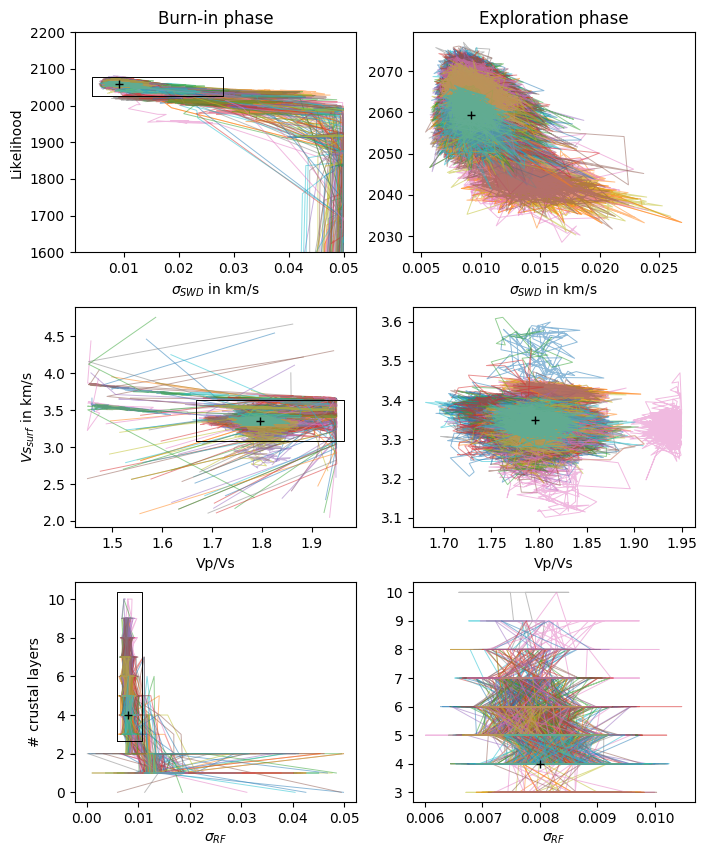 Burn-in phase
Exploration phase
2200
2100
2000
1900
1800
1700
1600
Likelihood
0.01 0.02 0.03 0.04 0.05
σSWD in km/s
2070
2060
2050
2040
2030
0.005 0.010 0.015 0.020 0.025
σSWD in km/s
4.5
4.0
3.5
3.0
2.5
2.0
Vssurf in km/s
1.5 1.6 1.7 1.8 1.9
Vp/Vs
3.6
3.5
3.4
3.3
3.2
3.1
1.70 1.75 1.80 1.85 1.90 1.95
Vp/Vs
10
8
6
4
2
0
# crustal layers
0.00 0.01 0.02 0.03 0.04 0.05
σRF
10
9
8
7
6
5
4
3
0.006 0.007 0.008 0.009 0.010
σRF